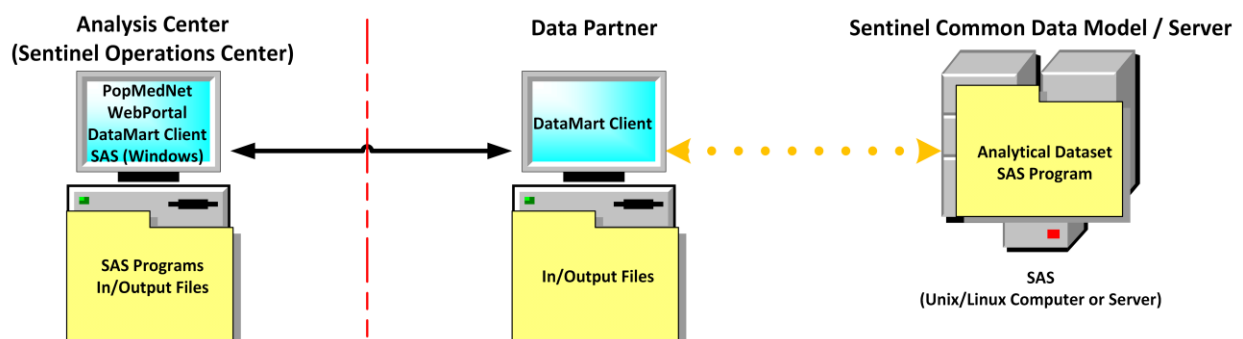 Analysis Center
(Sentinel Operations Center)
PopMedNet
WebPortal
DataMart Client
SAS (Windows)
SAS Programs
In/Output Files
Data Partner
DataMart Client
In/Output Files
Sentinel Common Data Model / Server
Analytical Dataset
SAS Program
SAS
(Unix/Linux Computer or Server)